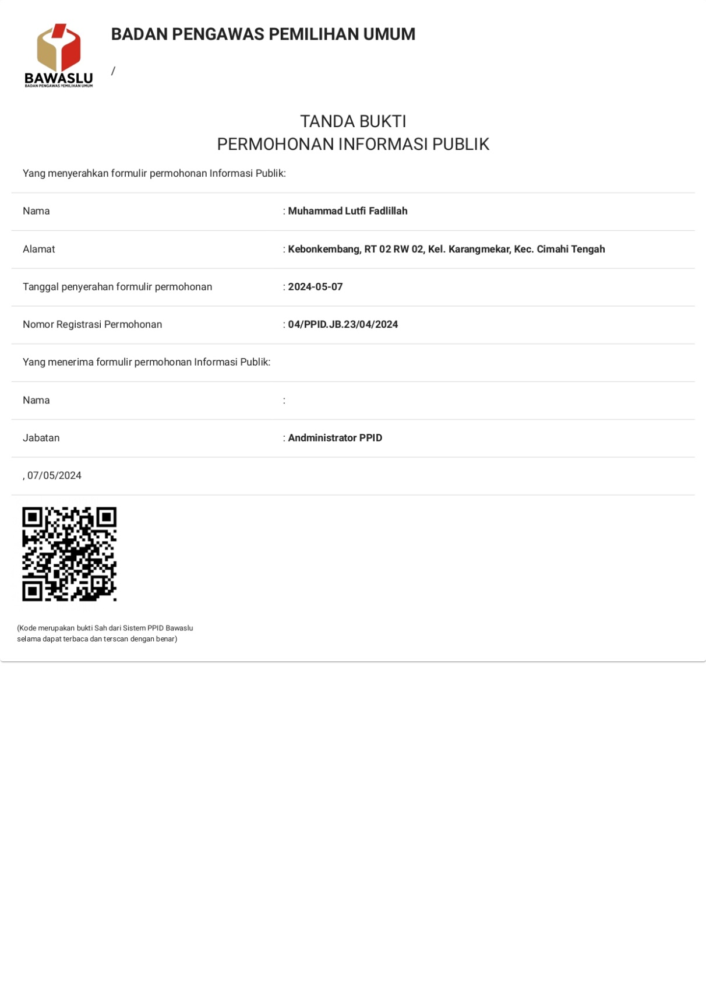 BADAN PENGAWAS PEMILIHAN UMUM
/
BAWASLU
BADAN PENGAWAS PEMILIHAN UMUM
TANDA BUKTI
PERMOHONAN INFORMASI PUBLIK
Yang menyerahkan formulir permohonan Informasi Publik:
Nama : Muhammad Lutfi Fadlillah
Alamat : Kebonkembang, RT 02 RW 02, Kel. Karangmekar, Kec. Cimahi Tengah
Tanggal penyerahan formulir permohonan : 2024-05-07
Nomor Registrasi Permohonan : 04/PPID.JB.23/04/2024
Yang menerima formulir permohonan Informasi Publik:
Nama :
Jabatan : Andministrator PPID
, 07/05/2024
(Kode merupakan bukti Sah dari Sistem PPID Bawaslu
selama dapat terbaca dan terscan dengan benar)